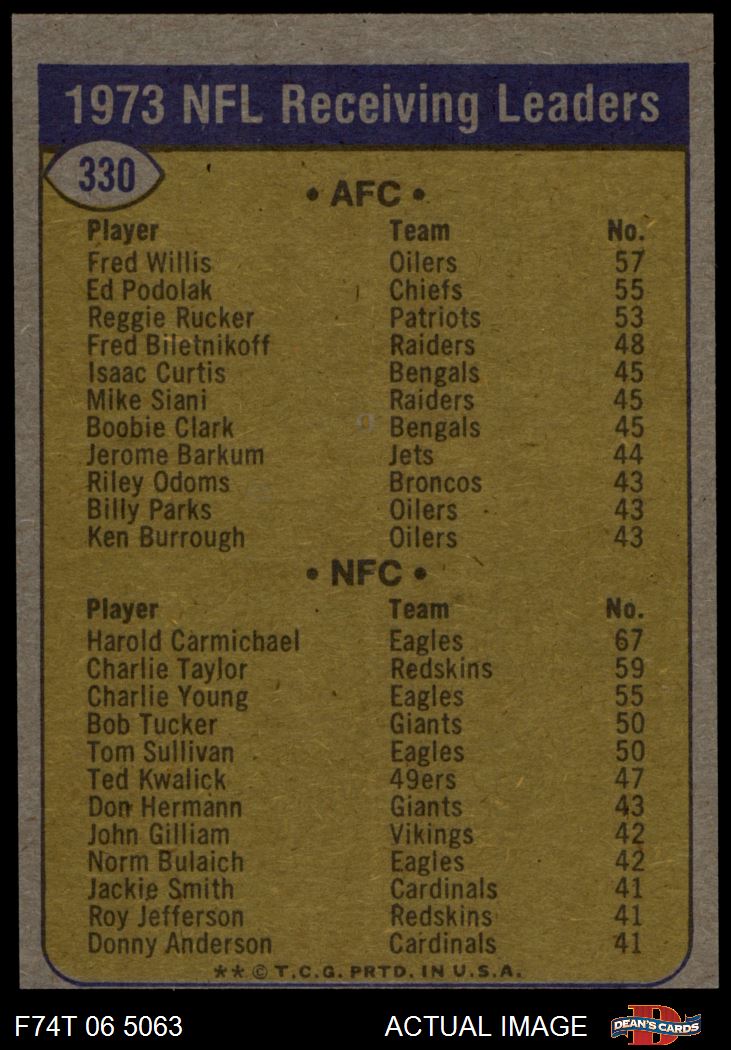 1973 NFL Receiving Leaders
330
• AFC •
Player Team No.
Fred Willis Oilers 57
Ed Podolak Chiefs 55
Reggie Rucker Patriots 53
Fred Biletnikoff Raiders 48
Isaac Curtis Bengals 45
Mike Siani Raiders 45
Boobie Clark Bengals 45
Jerome Barkum Jets 44
Riley Odoms Broncos 43
Billy Parks Oilers 43
Ken Burrough Oilers 43
• NFC •
Player Team No.
Harold Carmichael Eagles 67
Charlie Taylor Redskins 59
Charlie Young Eagles 55
Bob Tucker Giants 50
Tom Sullivan Eagles 50
Ted Kwalick 49ers 47
Don Hermann Giants 43
John Gilliam Vikings 42
Norm Bulaich Eagles 42
Jackie Smith Cardinals 41
Roy Jefferson Redskins 41
Donny Anderson Cardinals 41
**© T.C.G. PRTD. IN U.S.A.
F74T 06 5063 ACTUAL IMAGE D DEAN'S CARDS